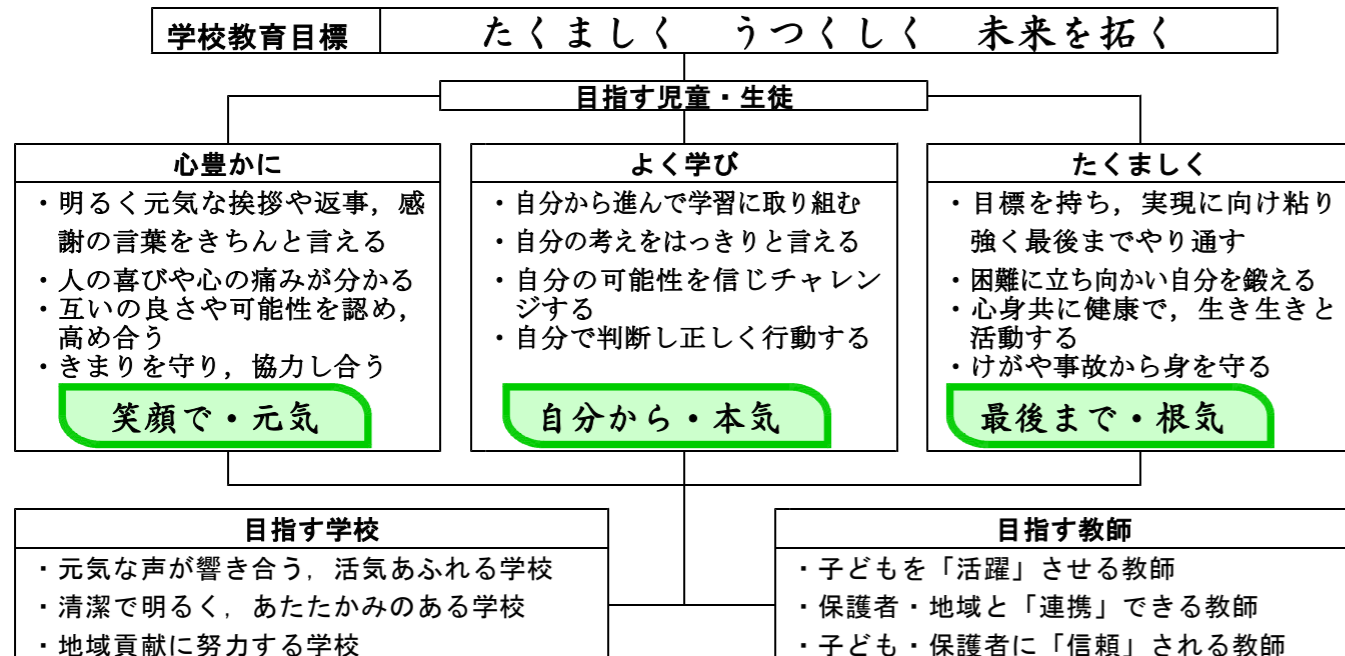 学校教育目標 たくましく うつくしく 未来を拓く
目指す児童・生徒
心豊かに
・明るく元気な挨拶や返事，感
謝の言葉をきちんと言える
・人の喜びや心の痛みが分かる
・互いの良さや可能性を認め，
高め合う
・きまりを守り，協力し合う
笑顔で・元気
よく学び
・自分から進んで学習に取り組む
・自分の考えをはっきりと言える
・自分の可能性を信じチャレン
ジする
・自分で判断し正しく行動する
自分から・本気
たくましく
・目標を持ち，実現に向け粘り
強く最後までやり通す
・困難に立ち向かい自分を鍛える
・心身共に健康で，生き生きと
活動する
・けがや事故から身を守る
最後まで・根気
目指す学校
・元気な声が響き合う，活気あふれる学校
・清潔で明るく，あたたかみのある学校
・地域貢献に努力する学校
目指す教師
・子どもを「活躍」させる教師
・保護者・地域と「連携」できる教師
・子ども・保護者に「信頼」される教師